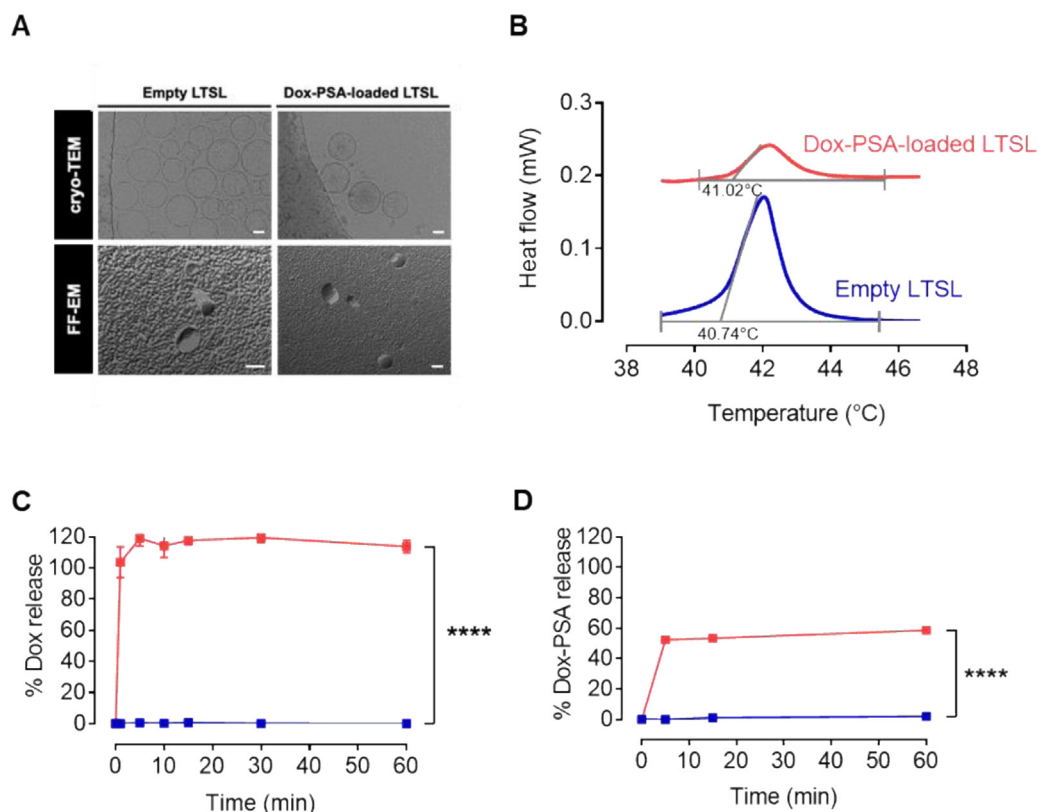 A
Empty LTSL
Dox-PSA-loaded LTSL
cryo-TEM
FF-EM
B
Heat flow (mW)
0.3
0.2
0.1
0.0
Dox-PSA-loaded LTSL
41.02°C
Empty LTSL
40.74°C
38 40 42 44 46 48
Temperature (°C)
C
% Dox release
120
100
80
60
40
20
0
****
0 10 20 30 40 50 60
Time (min)
D
% Dox-PSA release
120
100
80
60
40
20
0
****
0 10 20 30 40 50 60
Time (min)